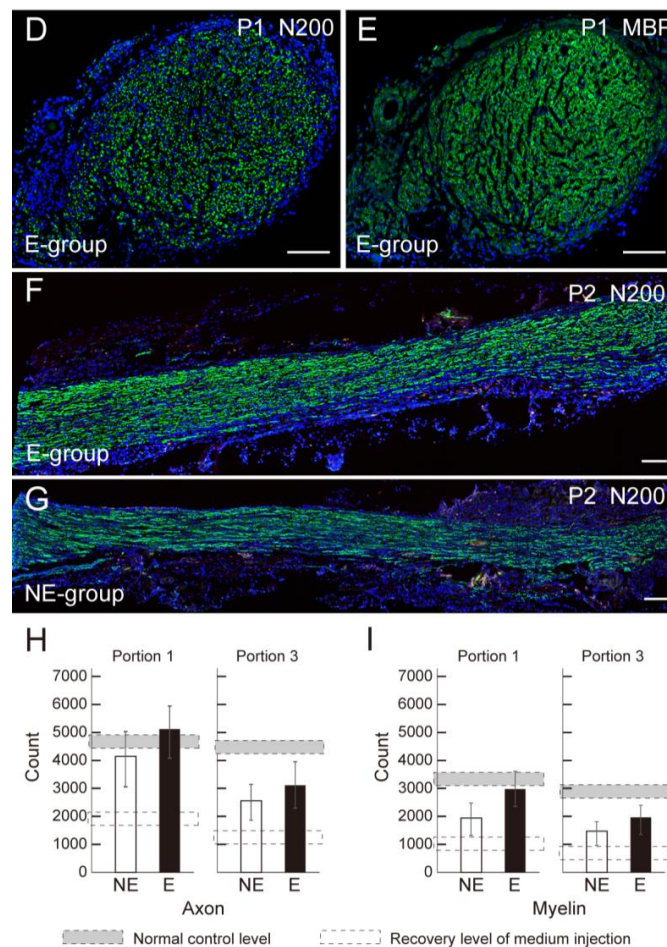 D P1 N200
E-group
E P1 MBP
E-group
F P2 N200
E-group
G P2 N200
NE-group
H
Portion 1
Portion 3
Count
7000
6000
5000
4000
3000
2000
1000
0
NE E
NE E
Axon
I
Portion 1
Portion 3
Count
7000
6000
5000
4000
3000
2000
1000
0
NE E
NE E
Myelin
Normal control level
Recovery level of medium injection